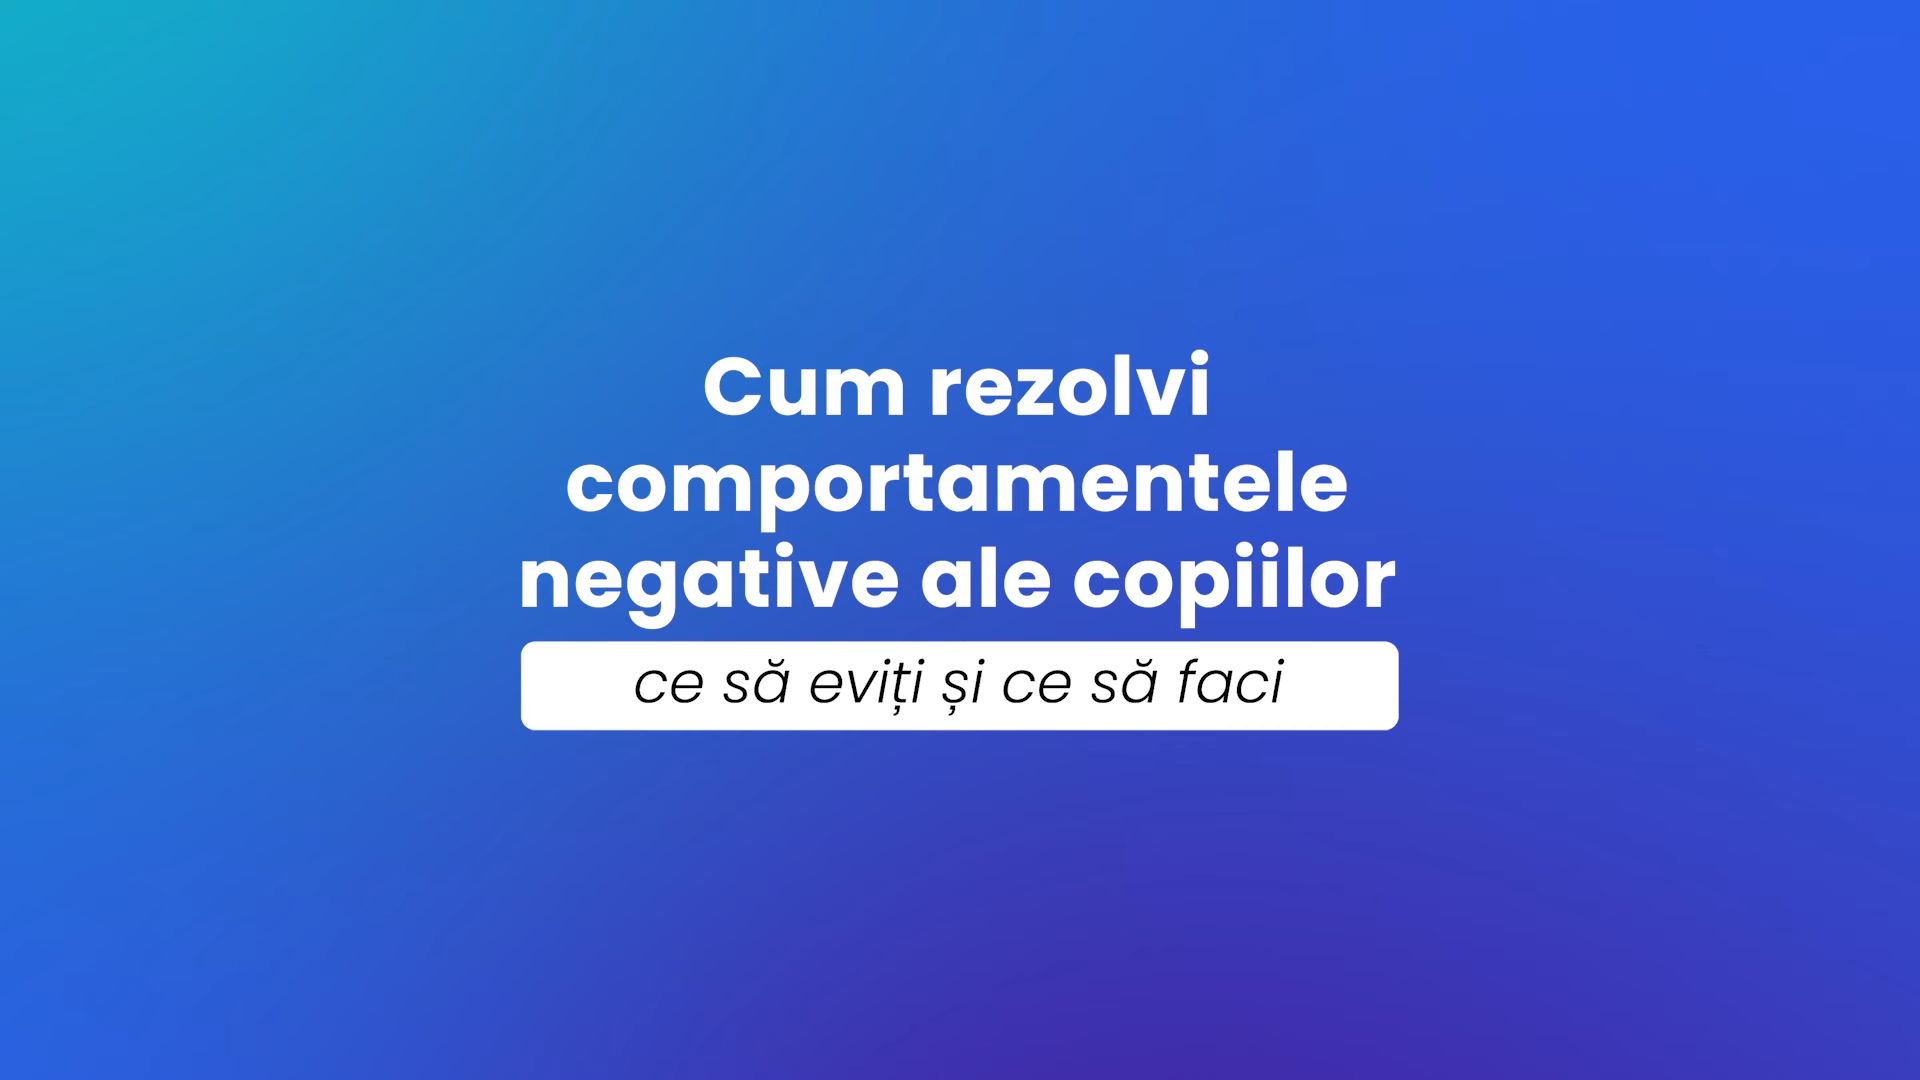 Cum rezolvi
comportamentele
negative ale copiilor
ce să eviți și ce să faci